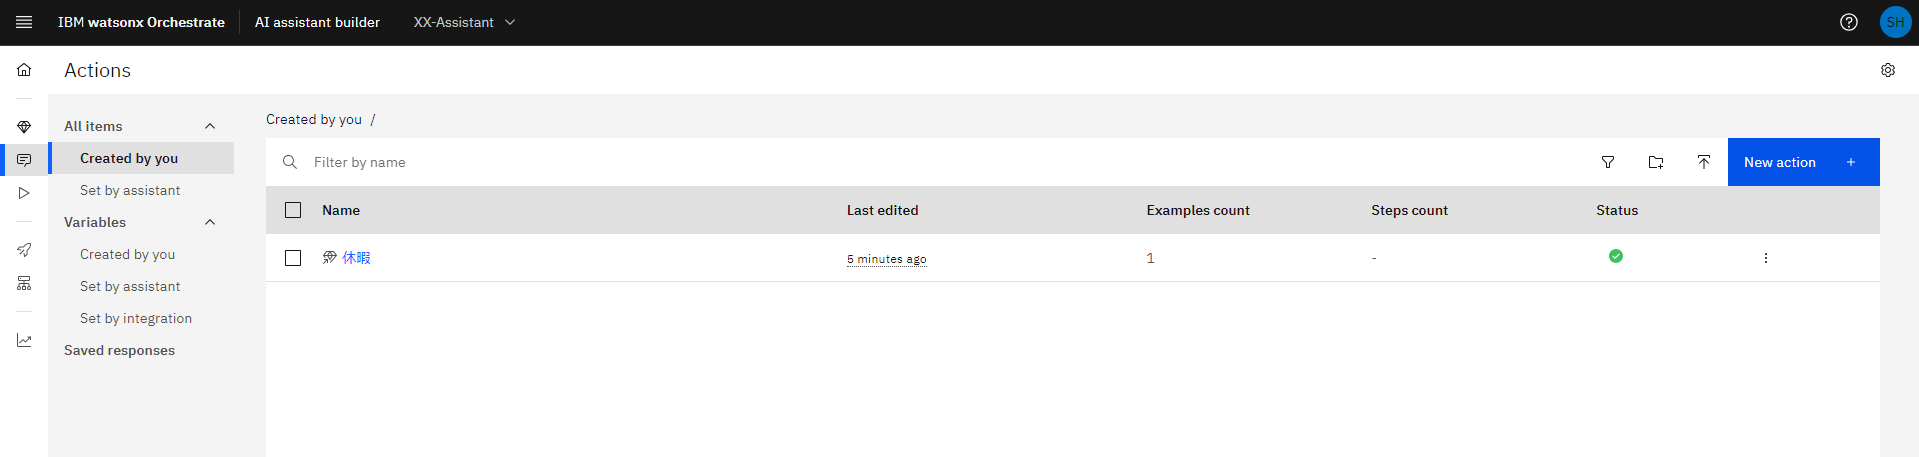 IBM watsonx Orchestrate AI assistant builder XX-Assistant SH
Actions
All items
Created by you
Set by assistant
Variables
Created by you
Set by assistant
Set by integration
Saved responses
Created by you /
Filter by name New action +
Name Last edited Examples count Steps count Status
休暇 5 minutes ago 1 -